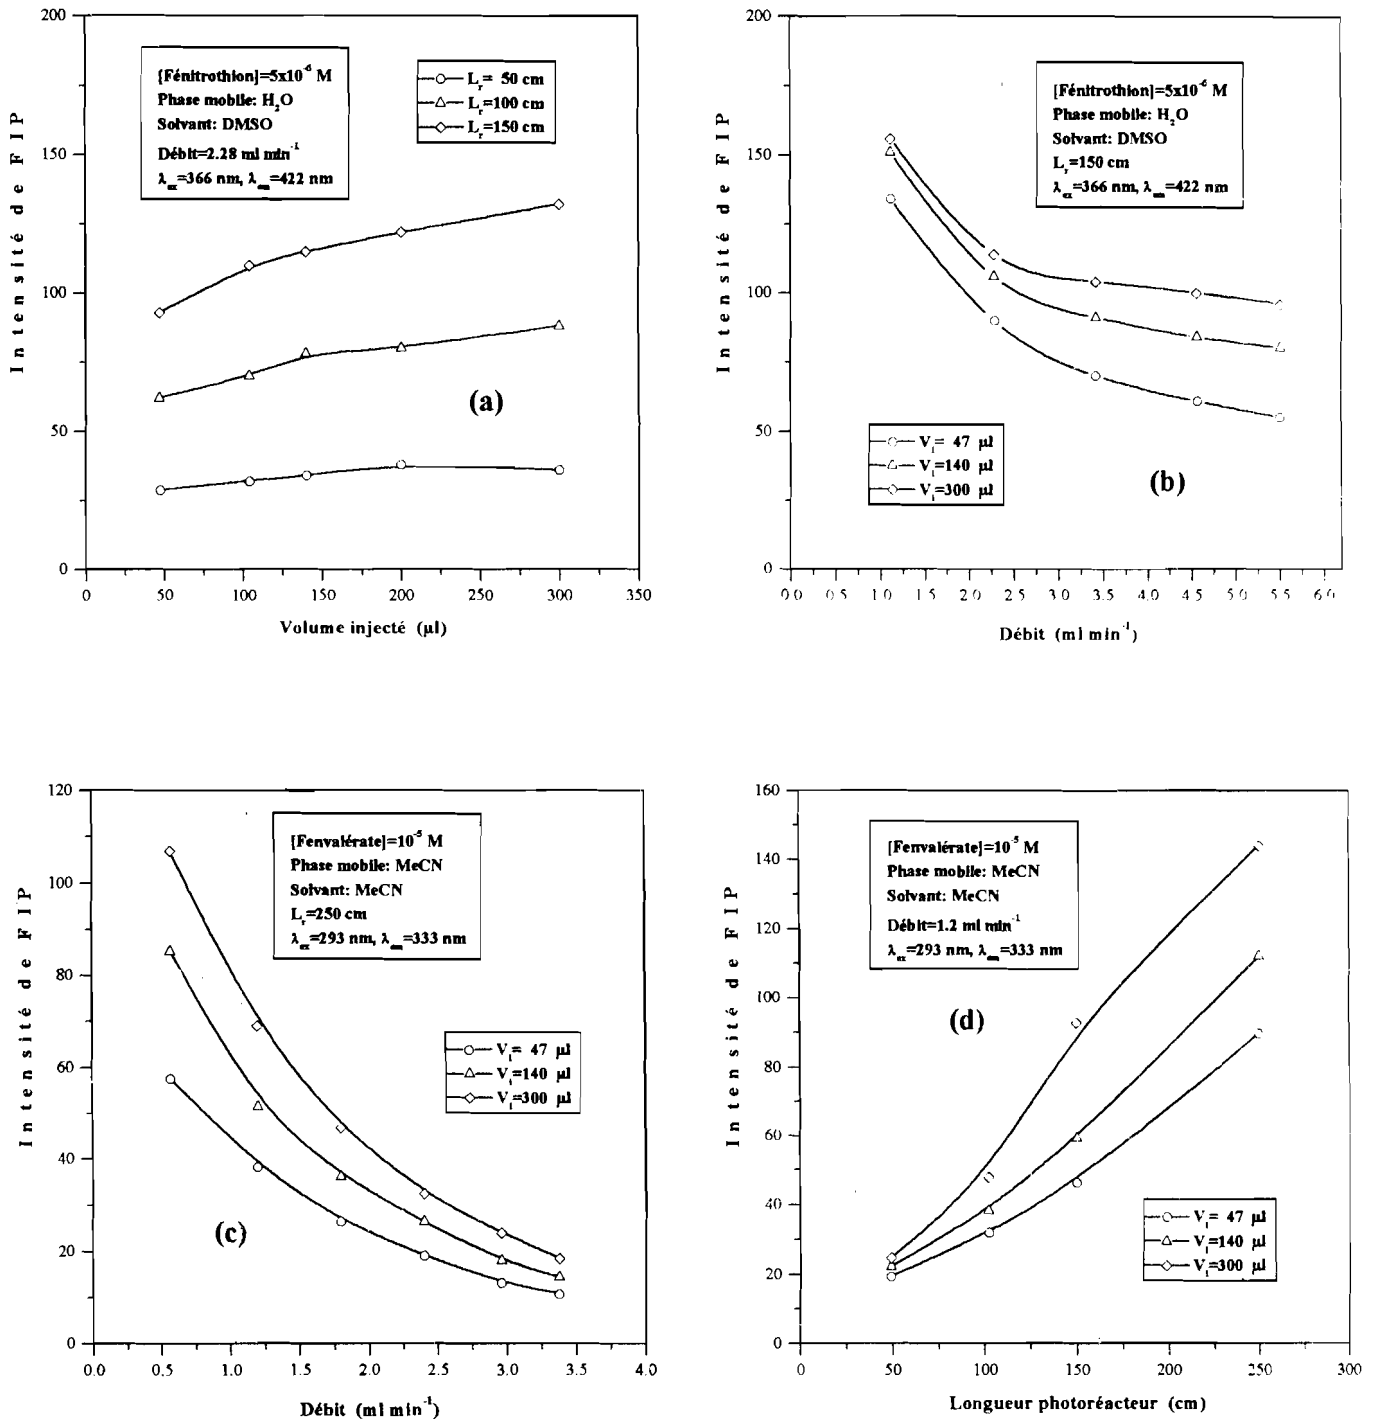 200
150
100
50
0
Intensité de FIP
[Fénitrothion]=5x10⁻⁶ M
Phase mobile: H₂O
Solvant: DMSO
Débit=2.28 ml min⁻¹
λₑₓ=366 nm, λₑₘ=422 nm
Lᵣ= 50 cm
Lᵣ=100 cm
Lᵣ=150 cm
(a)
0 50 100 150 200 250 300 350
Volume injecté (µl)
200
150
100
50
0
Intensité de FIP
[Fénitrothion]=5x10⁻⁶ M
Phase mobile: H₂O
Solvant: DMSO
Lᵣ=150 cm
λₑₓ=366 nm, λₑₘ=422 nm
Vᵢ= 47 µl
Vᵢ=140 µl
Vᵢ=300 µl
(b)
0.0 0.5 1.0 1.5 2.0 2.5 3.0 3.5 4.0 4.5 5.0 5.5 6.0
Débit (ml min⁻¹)
120
100
80
60
40
20
0
Intensité de FIP
[Fenvalérate]=10⁻⁵ M
Phase mobile: MeCN
Solvant: MeCN
Lᵣ=250 cm
λₑₓ=293 nm, λₑₘ=333 nm
Vᵢ= 47 µl
Vᵢ=140 µl
Vᵢ=300 µl
(c)
0.0 0.5 1.0 1.5 2.0 2.5 3.0 3.5 4.0
Débit (ml min⁻¹)
160
140
120
100
80
60
40
20
0
Intensité de FIP
[Fenvalérate]=10⁻⁵ M
Phase mobile: MeCN
Solvant: MeCN
Débit=1.2 ml min⁻¹
λₑₓ=293 nm, λₑₘ=333 nm
(d)
Vᵢ= 47 µl
Vᵢ=140 µl
Vᵢ=300 µl
0 50 100 150 200 250 300
Longueur photoréacteur (cm)